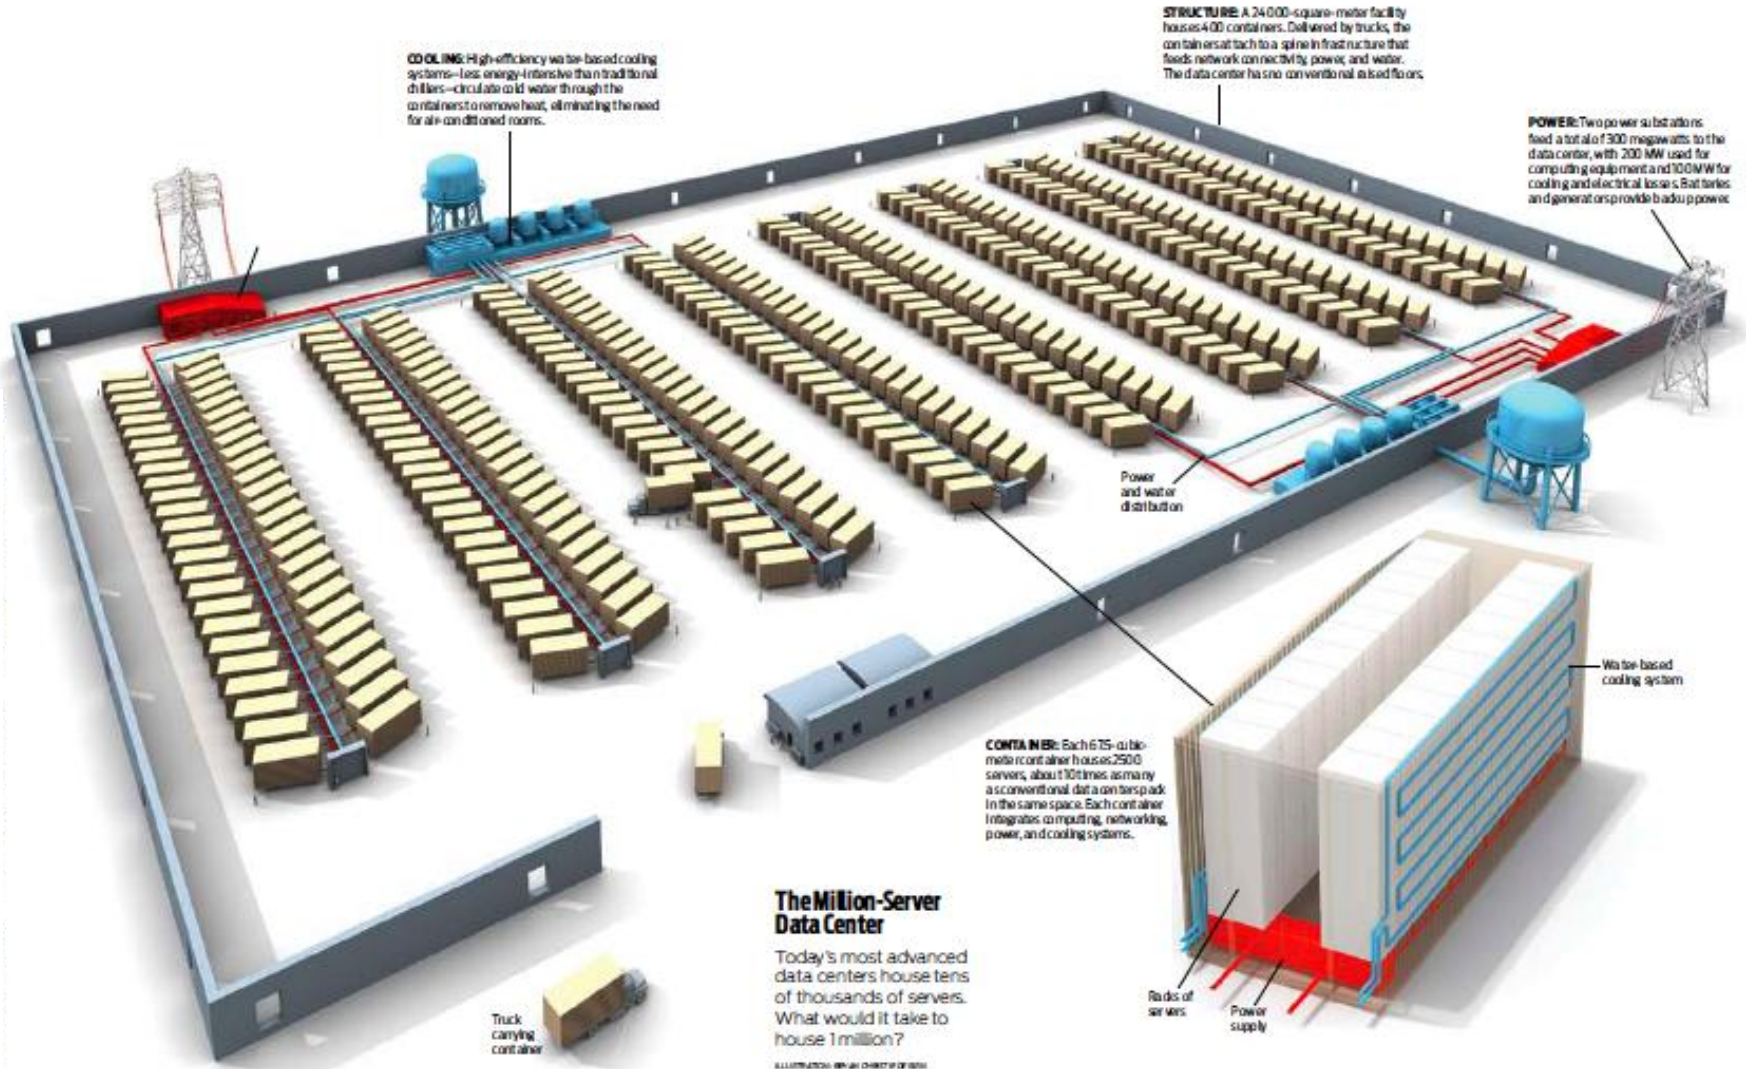 STRUCTURE: A 24000-square-meter facility
houses 400 containers. Delivered by trucks, the
containers attach to a spine infrastructure that
feeds network connectivity, power, and water.
The data center has no conventional raised floors.
COOLING: High-efficiency water-based cooling
systems—less energy-intensive than traditional
chillers—circulate cold water through the
containers to remove heat, eliminating the need
for air-conditioned rooms.
POWER: Two power substations
feed a total of 300 megawatts to the
data center, with 200 MW used for
computing equipment and 100 MW for
cooling and electrical losses. Batteries
and generators provide backup power.
Power
and water
distribution
Water-based
cooling system
CONTAINER: Each 67.5-cubic-
meter container houses 2500
servers, about 10 times as many
as conventional data centers pack
in the same space. Each container
integrates computing, networking,
power, and cooling systems.
The Million-Server
Data Center
Today's most advanced
data centers house tens
of thousands of servers.
What would it take to
house 1 million?
Racks of
servers
Power
supply
Truck
carrying
container